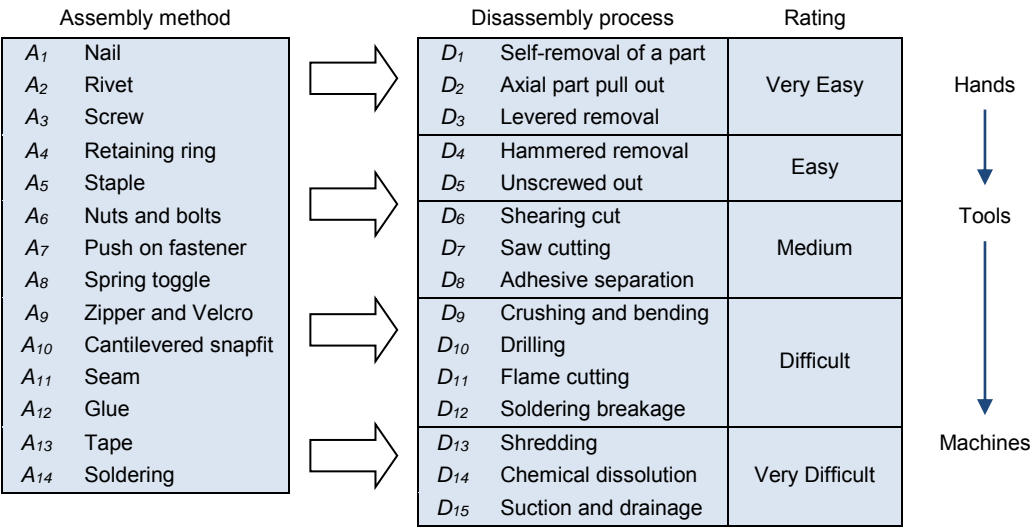 Assembly method Disassembly process Rating
A1 Nail D1 Self-removal of a part
A2 Rivet D2 Axial part pull out Very Easy Hands
A3 Screw D3 Levered removal
A4 Retaining ring D4 Hammered removal
Easy
A5 Staple D5 Unscrewed out
A6 Nuts and bolts D6 Shearing cut Tools
A7 Push on fastener D7 Saw cutting Medium
A8 Spring toggle D8 Adhesive separation
A9 Zipper and Velcro D9 Crushing and bending
A10 Cantilevered snapfit D10 Drilling
Difficult
A11 Seam D11 Flame cutting
A12 Glue D12 Soldering breakage
A13 Tape D13 Shredding Machines
A14 Soldering D14 Chemical dissolution Very Difficult
D15 Suction and drainage